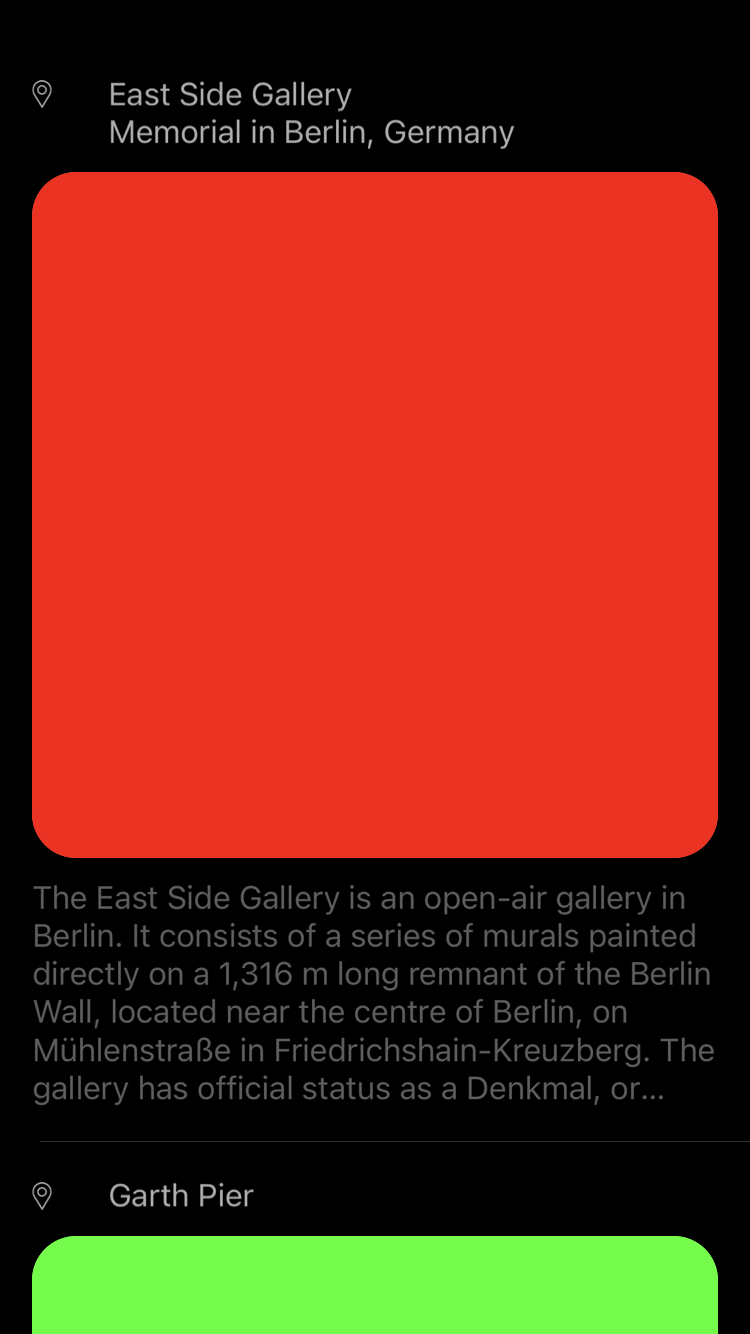 East Side Gallery
Memorial in Berlin, Germany
The East Side Gallery is an open-air gallery in
Berlin. It consists of a series of murals painted
directly on a 1,316 m long remnant of the Berlin
Wall, located near the centre of Berlin, on
Mühlenstraße in Friedrichshain-Kreuzberg. The
gallery has official status as a Denkmal, or...
Garth Pier